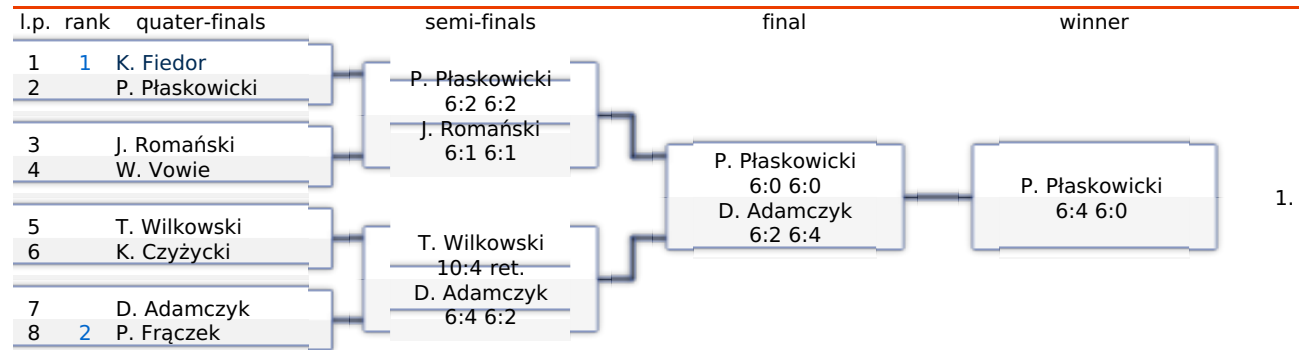 l.p. rank quater-finals semi-finals final winner
1 1 K. Fiedor
2 P. Płaskowicki
3 J. Romański
4 W. Vowie
5 T. Wilkowski
6 K. Czyżycki
7 D. Adamczyk
8 2 P. Frączek
P. Płaskowicki
6:2 6:2
J. Romański
6:1 6:1
T. Wilkowski
10:4 ret.
D. Adamczyk
6:4 6:2
P. Płaskowicki
6:0 6:0
D. Adamczyk
6:2 6:4
P. Płaskowicki
6:4 6:0
1.